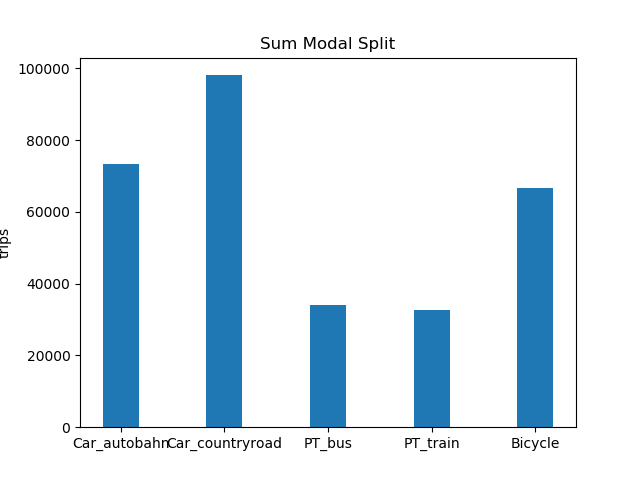 Sum Modal Split
100000
80000
60000
40000
20000
0
trips
Car_autobahn Car_countryroad PT_bus PT_train Bicycle